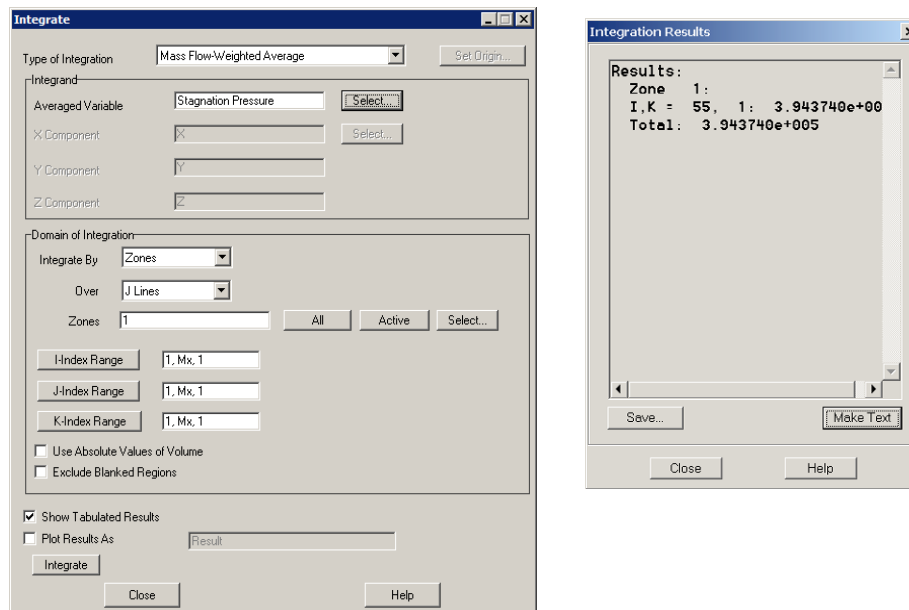 Integrate
Type of Integration Mass Flow-Weighted Average Set Origin...
Integrand
Averaged Variable Stagnation Pressure Select...
X Component X Select...
Y Component Y
Z Component Z
Domain of Integration
Integrate By Zones
Over J Lines
Zones 1 All Active Select...
I-Index Range 1, Mx, 1
J-Index Range 1, Mx, 1
K-Index Range 1, Mx, 1
Use Absolute Values of Volume
Exclude Blanked Regions
Show Tabulated Results
Plot Results As Result
Integrate
Close Help
Integration Results
Results:
Zone 1:
I,K = 55, 1: 3.943740e+00
Total: 3.943740e+005
Save... Make Text
Close Help